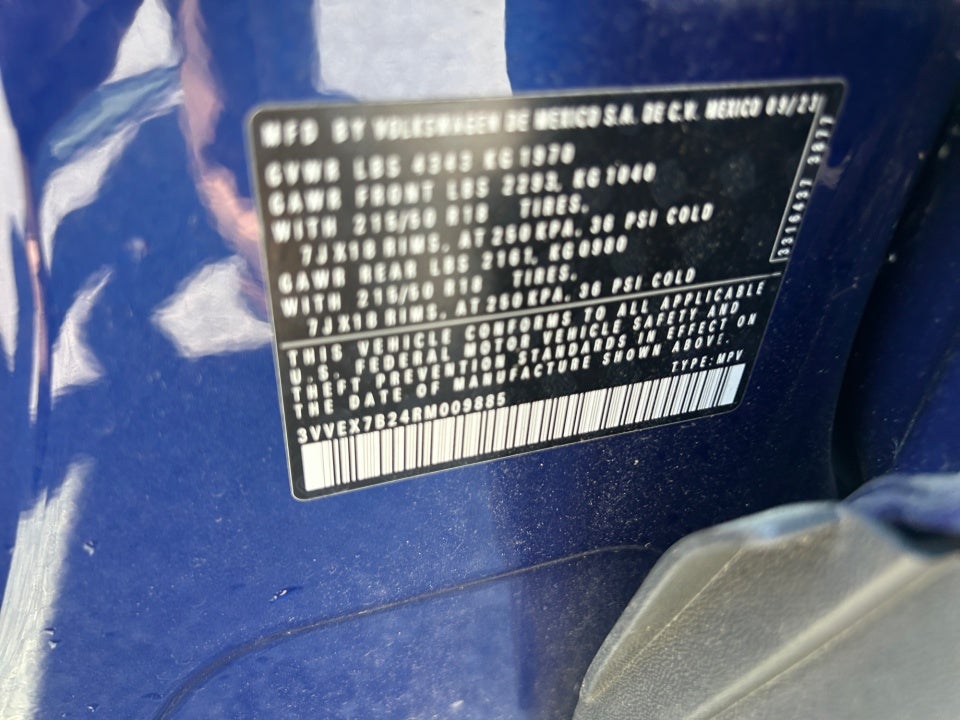 MFD BY VOLKSWAGEN DE MEXICO S.A. DE C.V. MEXICO 09/23
GVWR LBS 4343 KG 1970
GAWR FRONT LBS 2293, KG 1040
WITH 215/50 R18 TIRES.
7JX18 RIMS, AT 250 KPA, 36 PSI COLD
GAWR REAR LBS 2161, KG 0980
WITH 215/50 R18 TIRES.
7JX18 RIMS, AT 250 KPA, 36 PSI COLD
THIS VEHICLE CONFORMS TO ALL APPLICABLE
U.S. FEDERAL MOTOR VEHICLE SAFETY AND
THEFT PREVENTION STANDARDS IN EFFECT ON
THE DATE OF MANUFACTURE SHOWN ABOVE.
3VVEX7B24RM009885 TYPE: MPV